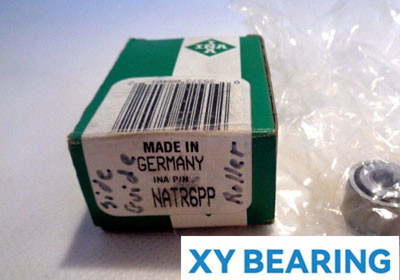 INA
MADE IN
GERMANY
INA P/N
NATR6PP
Side
Guide
Roller
XY BEARING